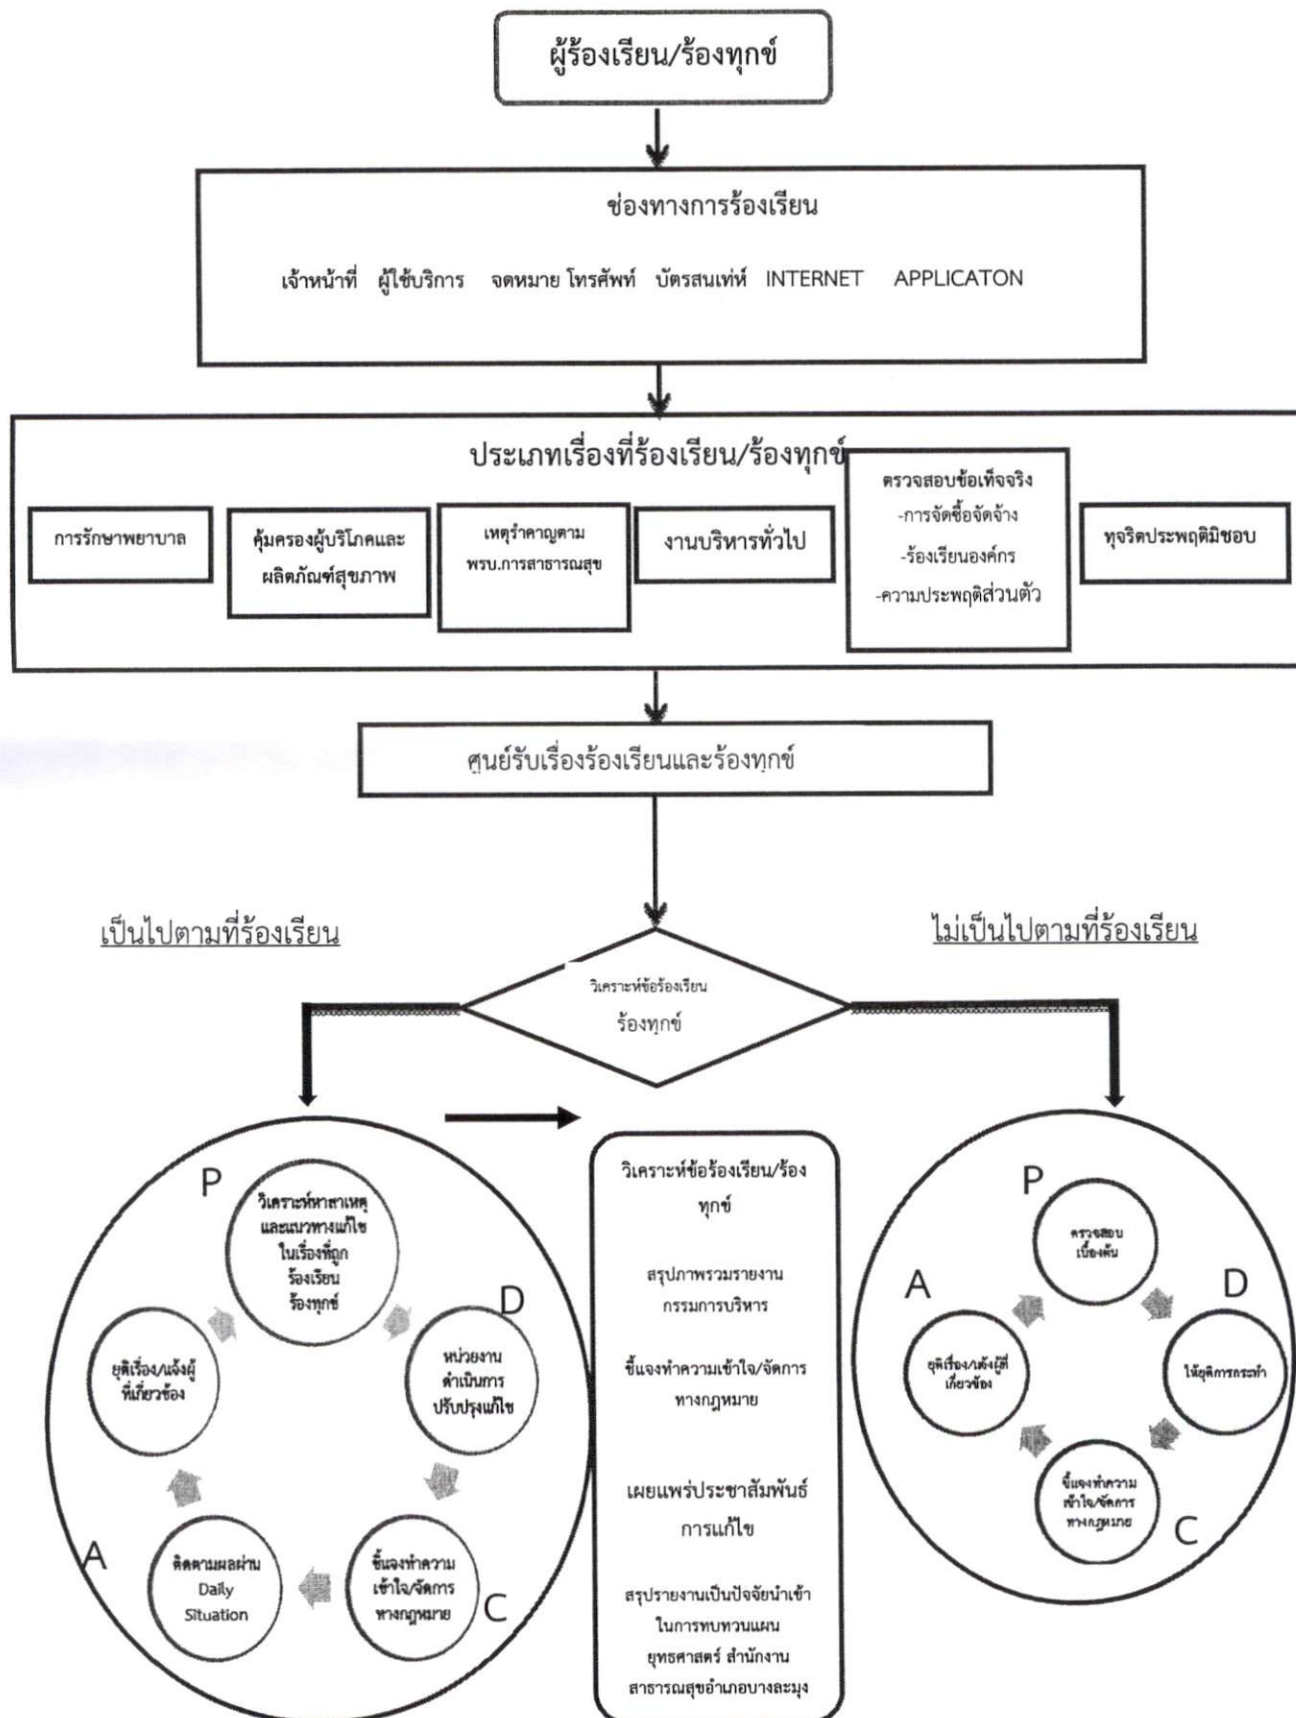 ผู้ร้องเรียน/ร้องทุกข์
ช่องทางการร้องเรียน
เจ้าหน้าที่ ผู้ใช้บริการ จดหมาย โทรศัพท์ บัตรสนเท่ห์ INTERNET APPLICATON
ประเภทเรื่องที่ร้องเรียน/ร้องทุกข์
การรักษาพยาบาล
คุ้มครองผู้บริโภคและ
ผลิตภัณฑ์สุขภาพ
เหตุรำคาญตาม
พรบ.การสาธารณสุข
งานบริหารทั่วไป
ตรวจสอบข้อเท็จจริง
-การจัดซื้อจัดจ้าง
-ร้องเรียนองค์กร
-ความประพฤติส่วนตัว
ทุจริตประพฤติมิชอบ
ศูนย์รับเรื่องร้องเรียนและร้องทุกข์
เป็นไปตามที่ร้องเรียน
ไม่เป็นไปตามที่ร้องเรียน
วิเคราะห์ข้อร้องเรียน
ร้องทุกข์
P
วิเคราะห์หาสาเหตุ
และแนวทางแก้ไข
ในเรื่องที่ถูก
ร้องเรียน
ร้องทุกข์
D
หน่วยงาน
ดำเนินการ
ปรับปรุงแก้ไข
C
ชี้แจงทำความ
เข้าใจ/จัดการ
ทางกฎหมาย
A
ติดตามผลผ่าน
Daily
Situation
ยุติเรื่อง/แจ้งผู้
ที่เกี่ยวข้อง
วิเคราะห์ข้อร้องเรียน/ร้อง
ทุกข์
สรุปภาพรวมรายงาน
กรรมการบริหาร
ชี้แจงทำความเข้าใจ/จัดการ
ทางกฎหมาย
เผยแพร่ประชาสัมพันธ์
การแก้ไข
สรุปรายงานเป็นปัจจัยนำเข้า
ในการทบทวนแผน
ยุทธศาสตร์ สำนักงาน
สาธารณสุขอำเภอบางละมุง
P
ตรวจสอบ
เบื้องต้น
D
ให้ยุติการกระทำ
C
ชี้แจงทำความ
เข้าใจ/จัดการ
ทางกฎหมาย
A
ยุติเรื่อง/แจ้งผู้ที่
เกี่ยวข้อง